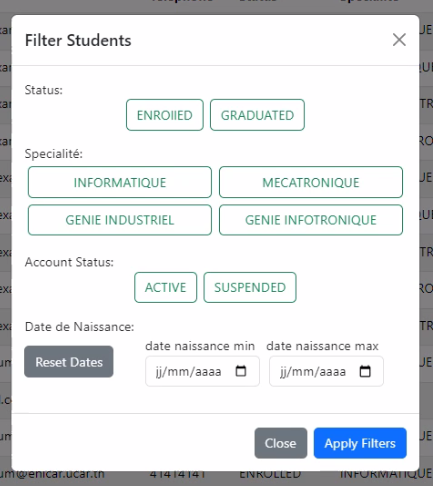 Filter Students
Status:
ENROllED GRADUATED
Specialité:
INFORMATIQUE MECATRONIQUE
GENIE INDUSTRIEL GENIE INFOTRONIQUE
Account Status:
ACTIVE SUSPENDED
Date de Naissance:
date naissance min date naissance max
Reset Dates jj/mm/aaaa jj/mm/aaaa
Close Apply Filters
um@enicar.ucar.tn 41414141 ENROLLED INFORMATIQUE